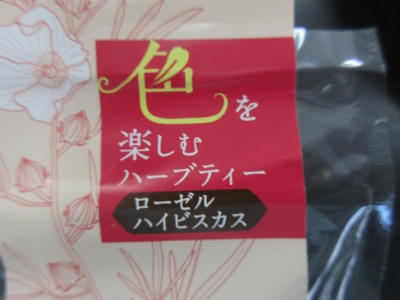 色を
楽しむ
ハーブティー
ローゼル
ハイビスカス